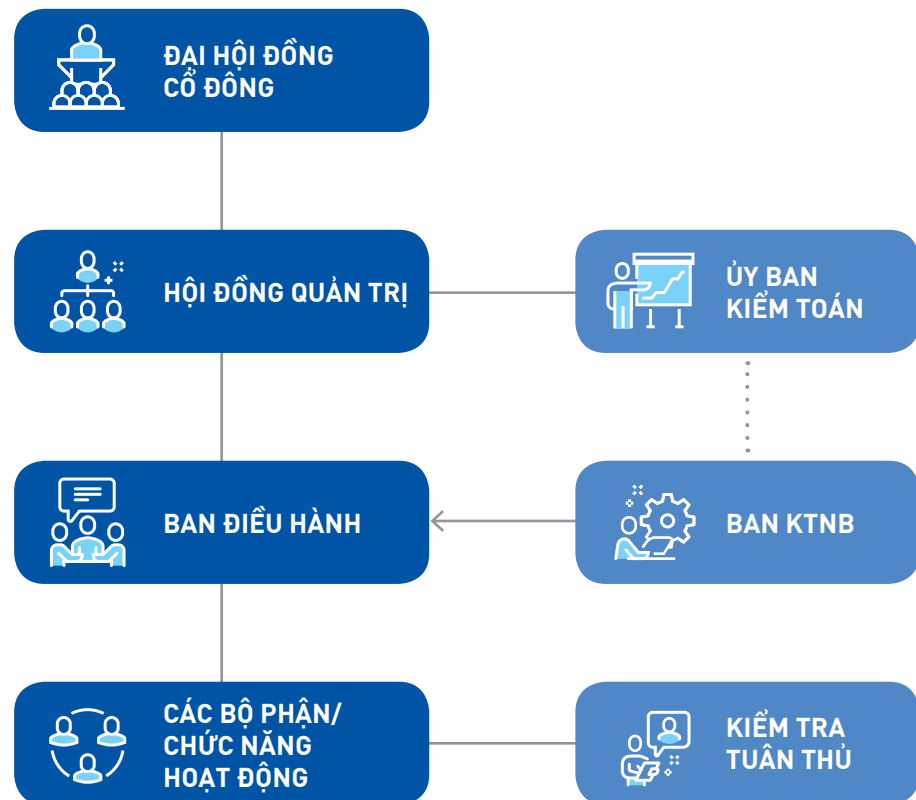 ĐẠI HỘI ĐỒNG
CỔ ĐÔNG
HỘI ĐỒNG QUẢN TRỊ
ỦY BAN
KIỂM TOÁN
BAN ĐIỀU HÀNH
BAN KTNB
CÁC BỘ PHẬN/
CHỨC NĂNG
HOẠT ĐỘNG
KIỂM TRA
TUÂN THỦ